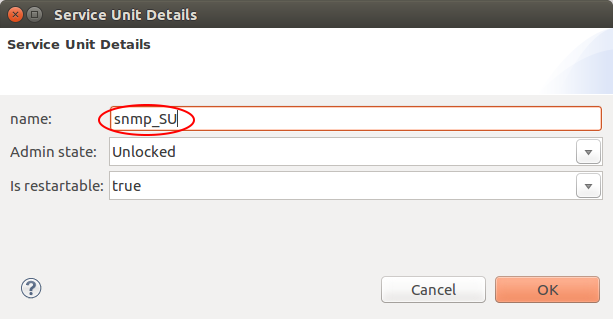 Service Unit Details
Service Unit Details
name: snmp_SU
Admin state: Unlocked
Is restartable: true
? Cancel OK